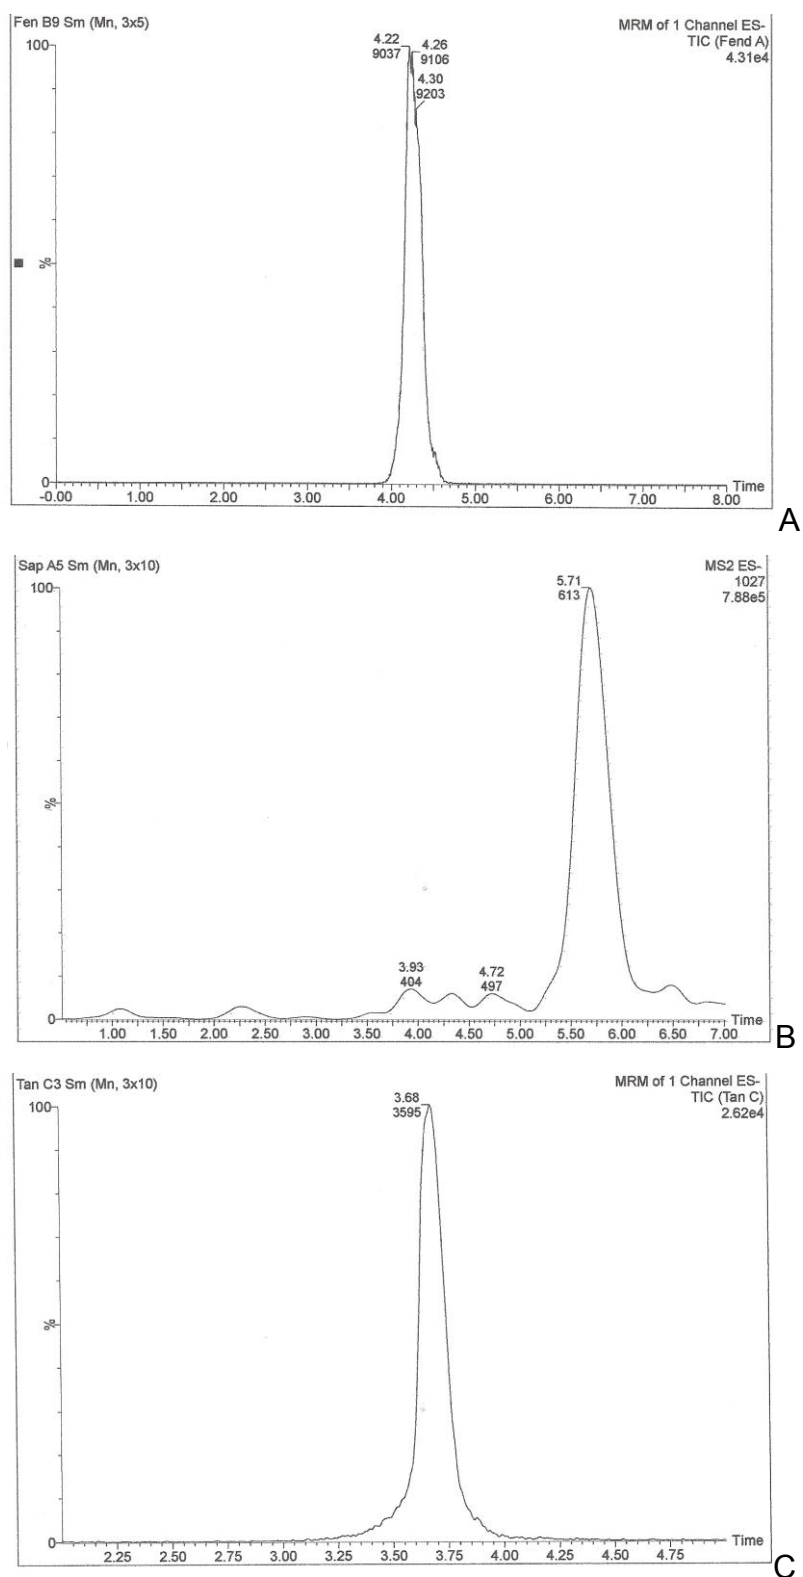 Fen B9 Sm (Mn, 3x5)
MRM of 1 Channel ES-
TIC (Fend A)
4.31e4
4.22
9037
4.26
9106
4.30
9203
100
%
0
-0.00 1.00 2.00 3.00 4.00 5.00 6.00 7.00 8.00
Time
A
Sap A5 Sm (Mn, 3x10)
MS2 ES-
1027
7.88e5
5.71
613
100
%
3.93
404
4.72
497
0
1.00 1.50 2.00 2.50 3.00 3.50 4.00 4.50 5.00 5.50 6.00 6.50 7.00
Time
B
Tan C3 Sm (Mn, 3x10)
MRM of 1 Channel ES-
TIC (Tan C)
2.62e4
3.68
3595
100
%
0
2.25 2.50 2.75 3.00 3.25 3.50 3.75 4.00 4.25 4.50 4.75
Time
C